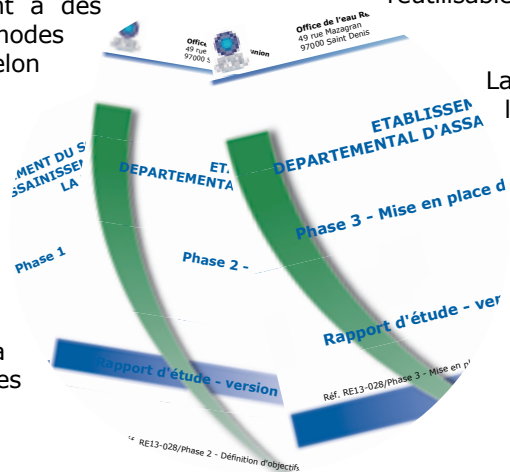 nt à des
modes
elon
réutilisable
La
l
a
es
Office
49 rue
97000 S
union
Office de l'eau Ré
49 rue Mazagran
97000 Saint Denis
MENT DU S
SSAINISSE
LA
Phase 1
ET
DEPARTEMENTA
Phase 2 -
Rapport d'étude - version
Réf. RE13-028/Phase 2 - Définition d'objectifs
ETABLISSEM
DEPARTEMENTAL D'ASSA
Phase 3 - Mise en place d
Rapport d'étude - ver
Réf. RE13-028/Phase 3 - Mise en pl